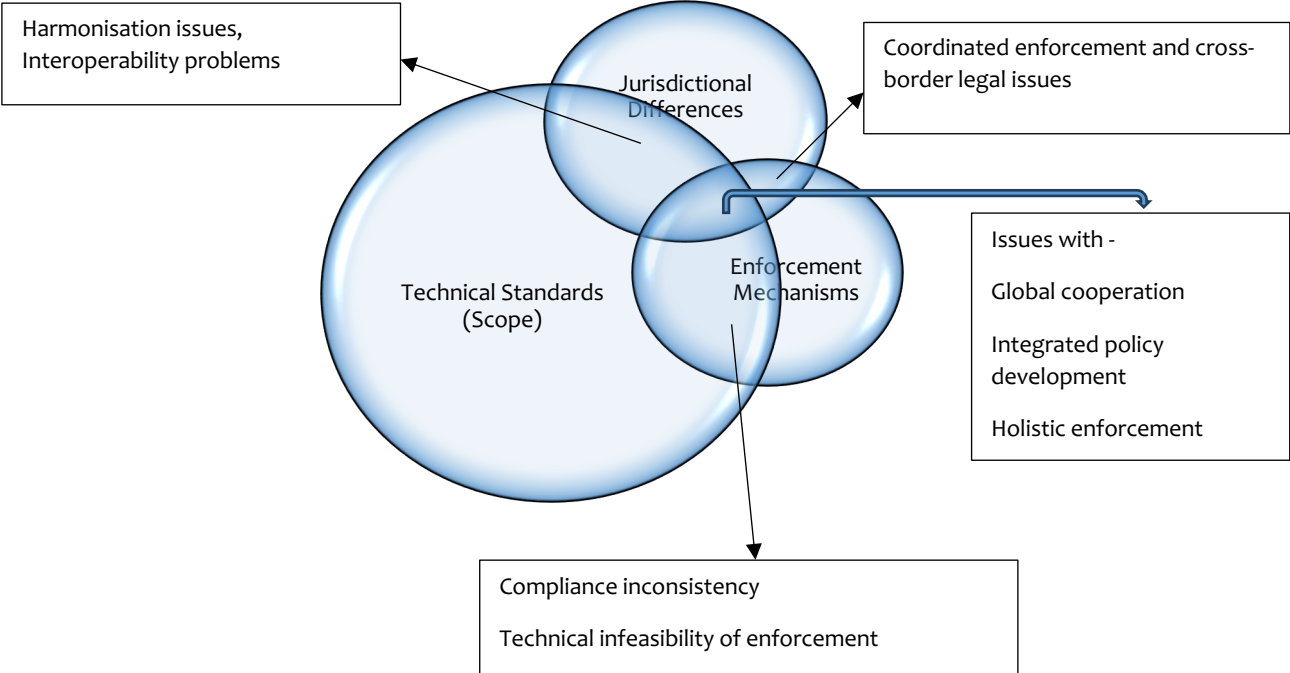 Harmonisation issues,
Interoperability problems
Jurisdictional
Differences
Coordinated enforcement and cross-
border legal issues
Technical Standards
(Scope)
Enforcement
Mechanisms
Issues with -
Global cooperation
Integrated policy
development
Holistic enforcement
Compliance inconsistency
Technical infeasibility of enforcement